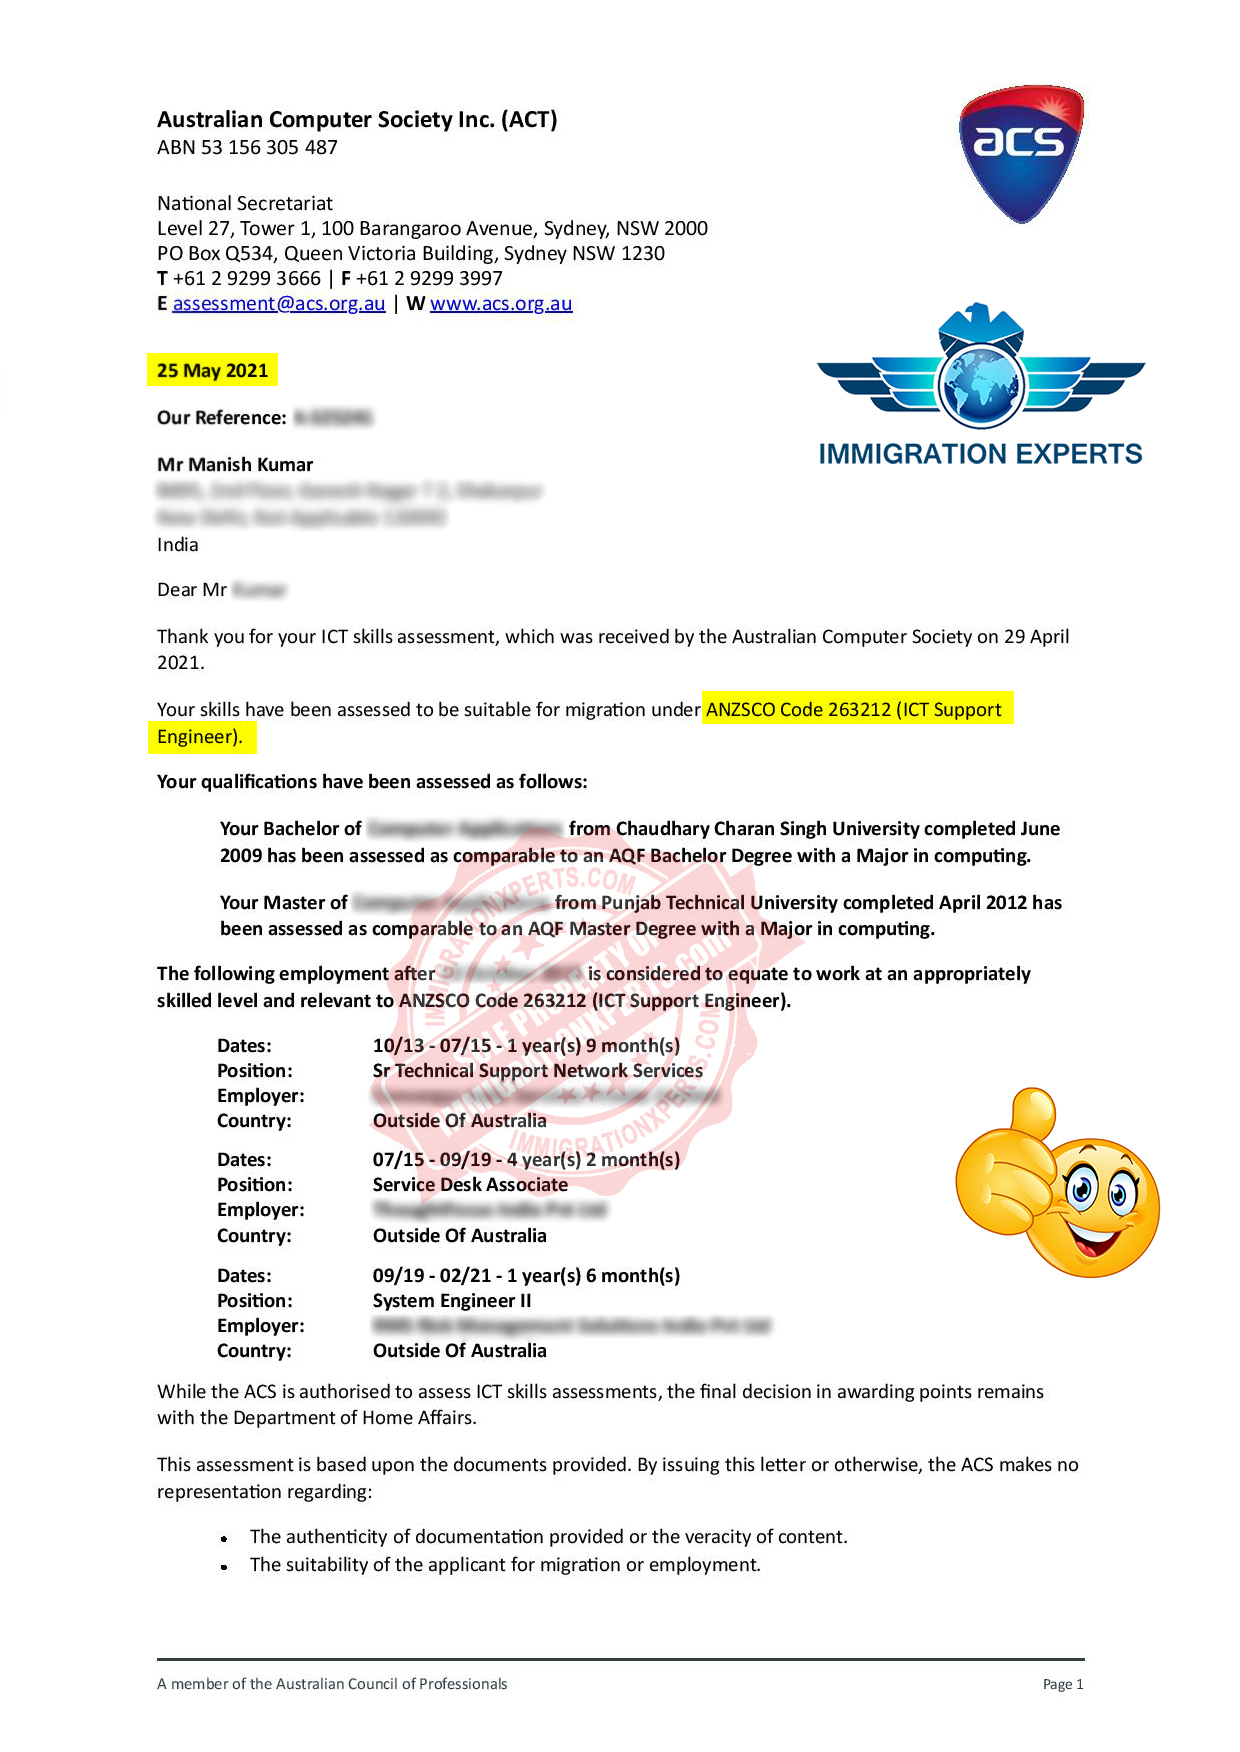 Australian Computer Society Inc. (ACT)
ABN 53 156 305 487
acs
National Secretariat
Level 27, Tower 1, 100 Barangaroo Avenue, Sydney, NSW 2000
PO Box Q534, Queen Victoria Building, Sydney NSW 1230
T +61 2 9299 3666 | F +61 2 9299 3997
E assessment@acs.org.au | W www.acs.org.au
25 May 2021
Our Reference:
IMMIGRATION EXPERTS
Mr Manish Kumar
India
Dear Mr
Thank you for your ICT skills assessment, which was received by the Australian Computer Society on 29 April
2021.
Your skills have been assessed to be suitable for migration under ANZSCO Code 263212 (ICT Support
Engineer).
Your qualifications have been assessed as follows:
Your Bachelor of from Chaudhary Charan Singh University completed June
2009 has been assessed as comparable to an AQF Bachelor Degree with a Major in computing.
Your Master of from Punjab Technical University completed April 2012 has
been assessed as comparable to an AQF Master Degree with a Major in computing.
The following employment after is considered to equate to work at an appropriately
skilled level and relevant to ANZSCO Code 263212 (ICT Support Engineer).
IMMIGRATIONXPERTS.COM
SOLE PROPERTY OF
IMMIGRATIONXPERTS.com
IMMIGRATIONXPERTS.COM
Dates: 10/13 - 07/15 - 1 year(s) 9 month(s)
Position: Sr Technical Support Network Services
Employer:
Country: Outside Of Australia
Dates: 07/15 - 09/19 - 4 year(s) 2 month(s)
Position: Service Desk Associate
Employer:
Country: Outside Of Australia
Dates: 09/19 - 02/21 - 1 year(s) 6 month(s)
Position: System Engineer II
Employer:
Country: Outside Of Australia
While the ACS is authorised to assess ICT skills assessments, the final decision in awarding points remains
with the Department of Home Affairs.
This assessment is based upon the documents provided. By issuing this letter or otherwise, the ACS makes no
representation regarding:
• The authenticity of documentation provided or the veracity of content.
• The suitability of the applicant for migration or employment.
A member of the Australian Council of Professionals Page 1